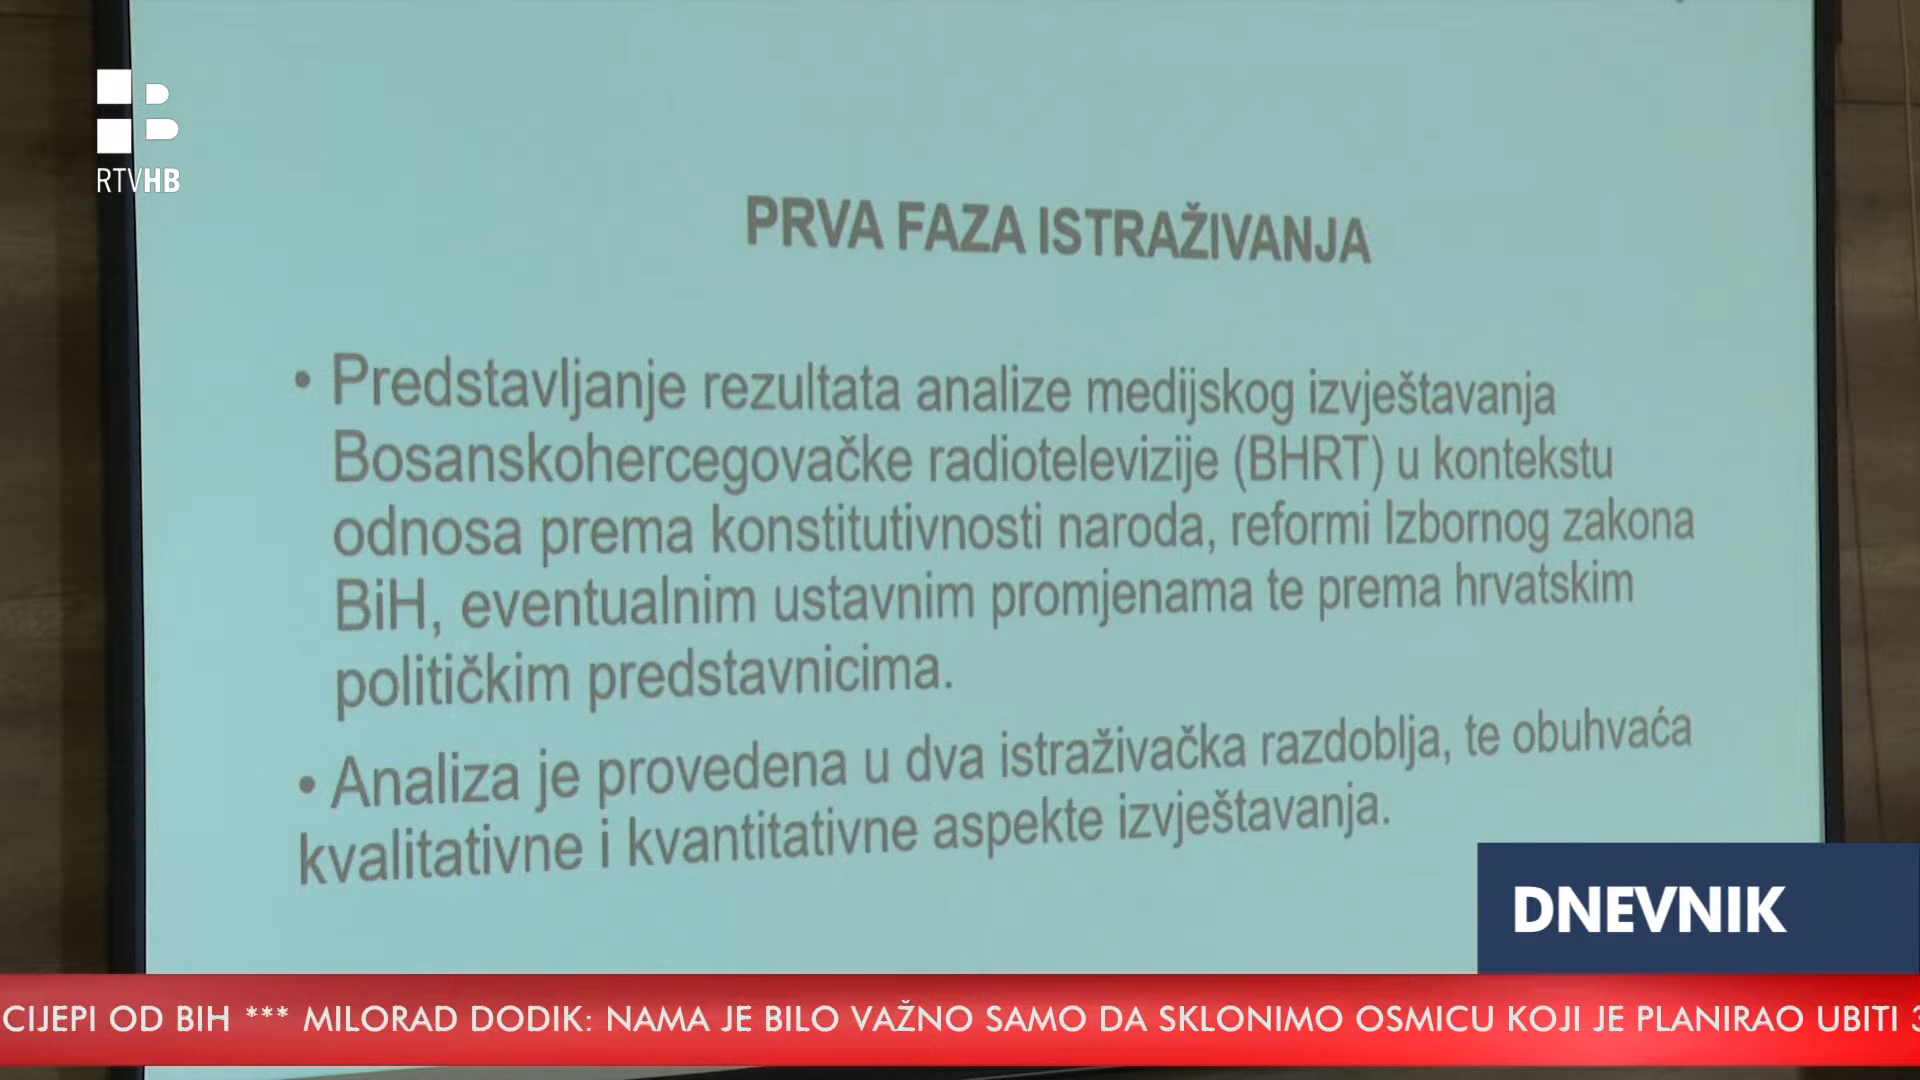 RTVHB
PRVA FAZA ISTRAŽIVANJA
• Predstavljanje rezultata analize medijskog izvještavanja
Bosanskohercegovačke radiotelevizije (BHRT) u kontekstu
odnosa prema konstitutivnosti naroda, reformi Izbornog zakona
BiH, eventualnim ustavnim promjenama te prema hrvatskim
političkim predstavnicima.
• Analiza je provedena u dva istraživačka razdoblja, te obuhvaća
kvalitativne i kvantitativne aspekte izvještavanja.
DNEVNIK
CIJEPI OD BIH *** MILORAD DODIK: NAMA JE BILO VAŽNO SAMO DA SKLONIMO OSMICU KOJI JE PLANIRAO UBITI